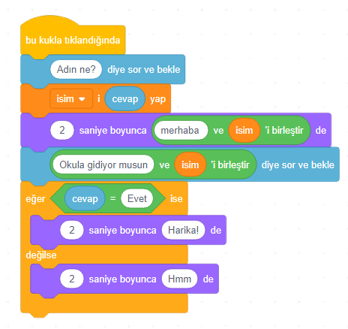 bu kukla tıklandığında
Adın ne? diye sor ve bekle
isim i cevap yap
2 saniye boyunca merhaba ve isim 'i birleştir de
Okula gidiyor musun ve isim 'i birleştir diye sor ve bekle
eğer cevap = Evet ise
2 saniye boyunca Harika! de
değilse
2 saniye boyunca Hmm de